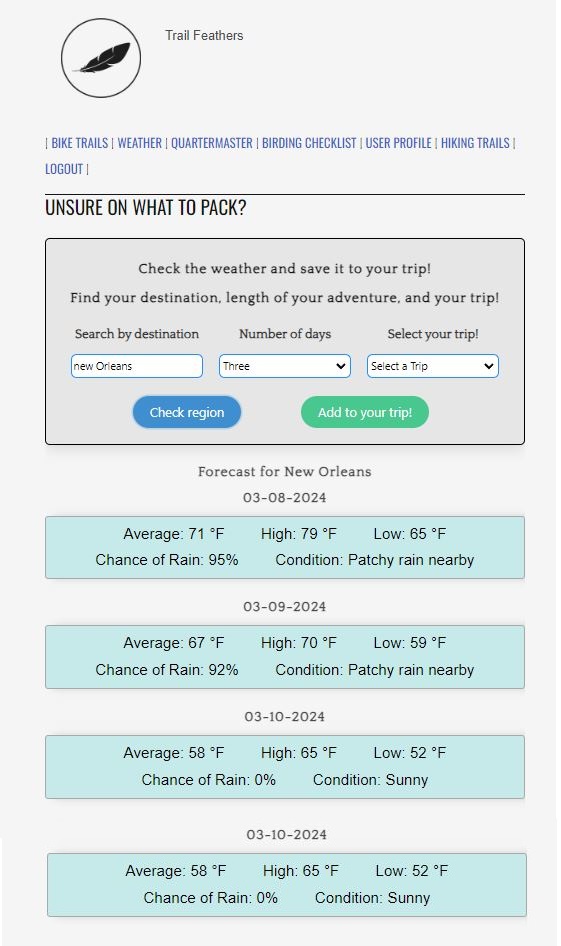 Trail Feathers
| BIKE TRAILS | WEATHER | QUARTERMASTER | BIRDING CHECKLIST | USER PROFILE | HIKING TRAILS |
LOGOUT |
UNSURE ON WHAT TO PACK?
Check the weather and save it to your trip!
Find your destination, length of your adventure, and your trip!
Search by destination Number of days Select your trip!
new Orleans Three Select a Trip
Check region Add to your trip!
Forecast for New Orleans
03-08-2024
Average: 71 °F High: 79 °F Low: 65 °F
Chance of Rain: 95% Condition: Patchy rain nearby
03-09-2024
Average: 67 °F High: 70 °F Low: 59 °F
Chance of Rain: 92% Condition: Patchy rain nearby
03-10-2024
Average: 58 °F High: 65 °F Low: 52 °F
Chance of Rain: 0% Condition: Sunny
03-10-2024
Average: 58 °F High: 65 °F Low: 52 °F
Chance of Rain: 0% Condition: Sunny